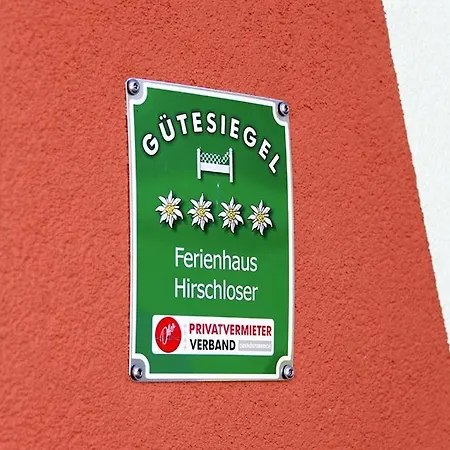 GÜTESIEGEL
Ferienhaus
Hirschloser
PRIVATVERMIETER
VERBAND